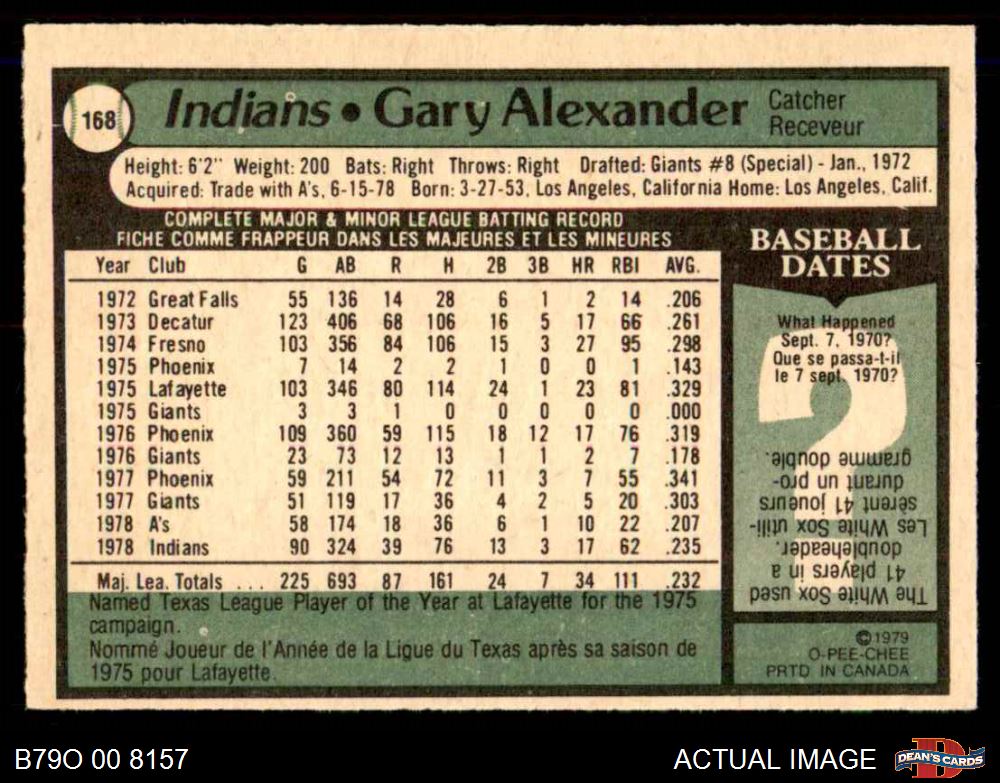 168
Indians • Gary Alexander
Catcher
Receveur
Height: 6'2" Weight: 200 Bats: Right Throws: Right Drafted: Giants #8 (Special) - Jan., 1972
Acquired: Trade with A's, 6-15-78 Born: 3-27-53, Los Angeles, California Home: Los Angeles, Calif.
COMPLETE MAJOR & MINOR LEAGUE BATTING RECORD
FICHE COMME FRAPPEUR DANS LES MAJEURES ET LES MINEURES
Year Club G AB R H 2B 3B HR RBI AVG.
1972 Great Falls 55 136 14 28 6 1 2 14 .206
1973 Decatur 123 406 68 106 16 5 17 66 .261
1974 Fresno 103 356 84 106 15 3 27 95 .298
1975 Phoenix 7 14 2 2 1 0 0 1 .143
1975 Lafayette 103 346 80 114 24 1 23 81 .329
1975 Giants 3 3 1 0 0 0 0 0 .000
1976 Phoenix 109 360 59 115 18 12 17 76 .319
1976 Giants 23 73 12 13 1 1 2 7 .178
1977 Phoenix 59 211 54 72 11 3 7 55 .341
1977 Giants 51 119 17 36 4 2 5 20 .303
1978 A's 58 174 18 36 6 1 10 22 .207
1978 Indians 90 324 39 76 13 3 17 62 .235
Maj. Lea. Totals ... 225 693 87 161 24 7 34 111 .232
Named Texas League Player of the Year at Lafayette for the 1975
campaign.
Nommé Joueur de l'Année de la Ligue du Texas après sa saison de
1975 pour Lafayette.
BASEBALL
DATES
What Happened
Sept. 7, 1970?
Que se passa-t-il
le 7 sept. 1970?
The White Sox used
41 players in a
doubleheader.
Les White Sox utili-
sèrent 41 joueurs
durant un pro-
gramme double.
©1979
O-PEE-CHEE
PRTD IN CANADA
B79O 00 8157
ACTUAL IMAGE
D
DEAN'S CARDS